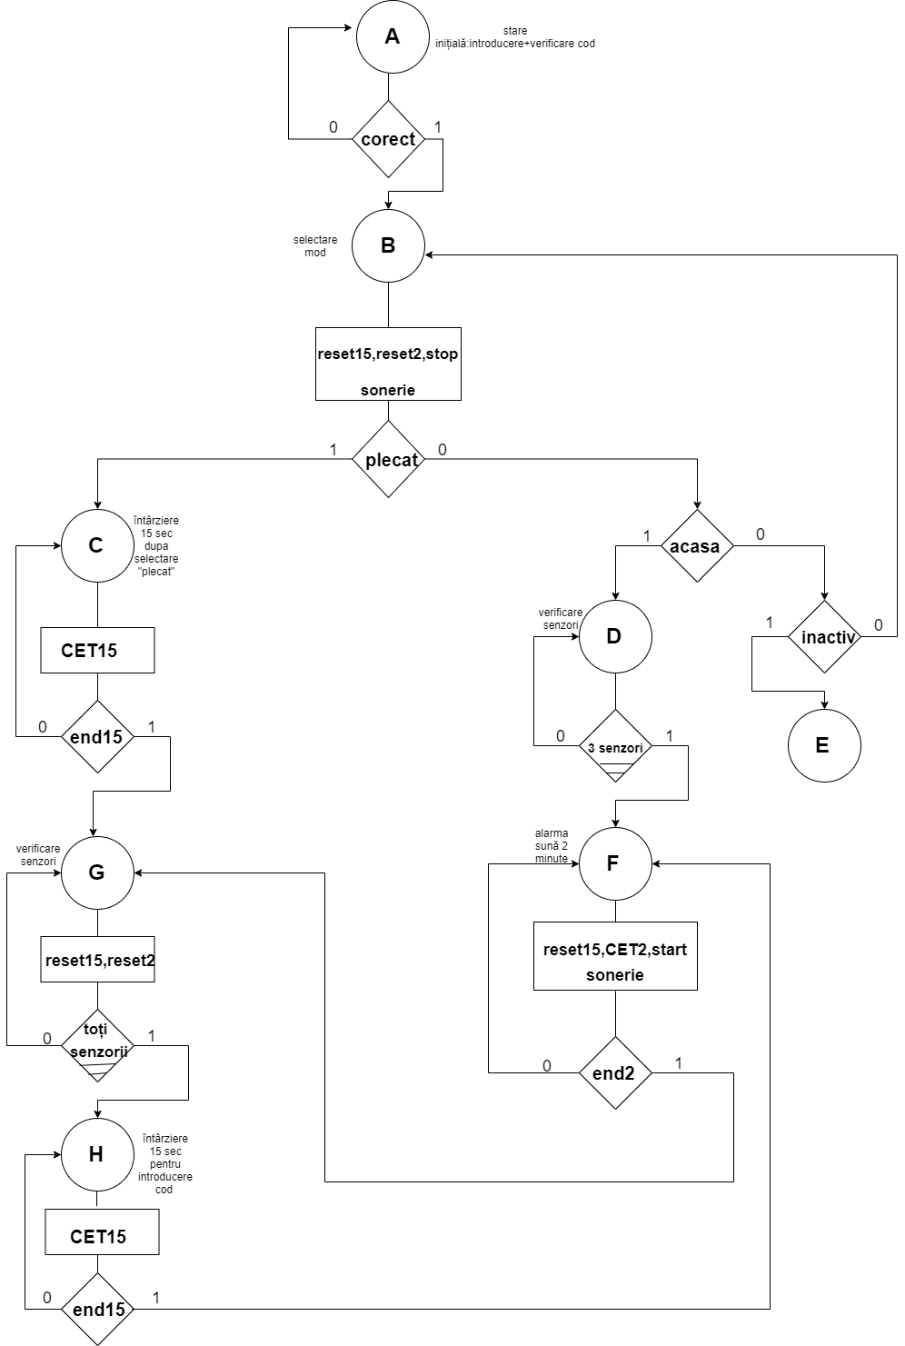 A
stare
inițială:introducere+verificare cod
corect
0
1
B
selectare
mod
reset15,reset2,stop
sonerie
plecat
1
0
C
întârziere
15 sec
dupa
selectare
"plecat"
acasa
1
0
D
verificare
senzori
inactiv
1
0
CET15
E
end15
0
1
3 senzori
0
1
G
verificare
senzori
F
alarma
sună 2
minute
reset15,reset2
reset15,CET2,start
sonerie
toți
senzorii
0
1
end2
0
1
H
întârziere
15 sec
pentru
introducere
cod
CET15
end15
0
1